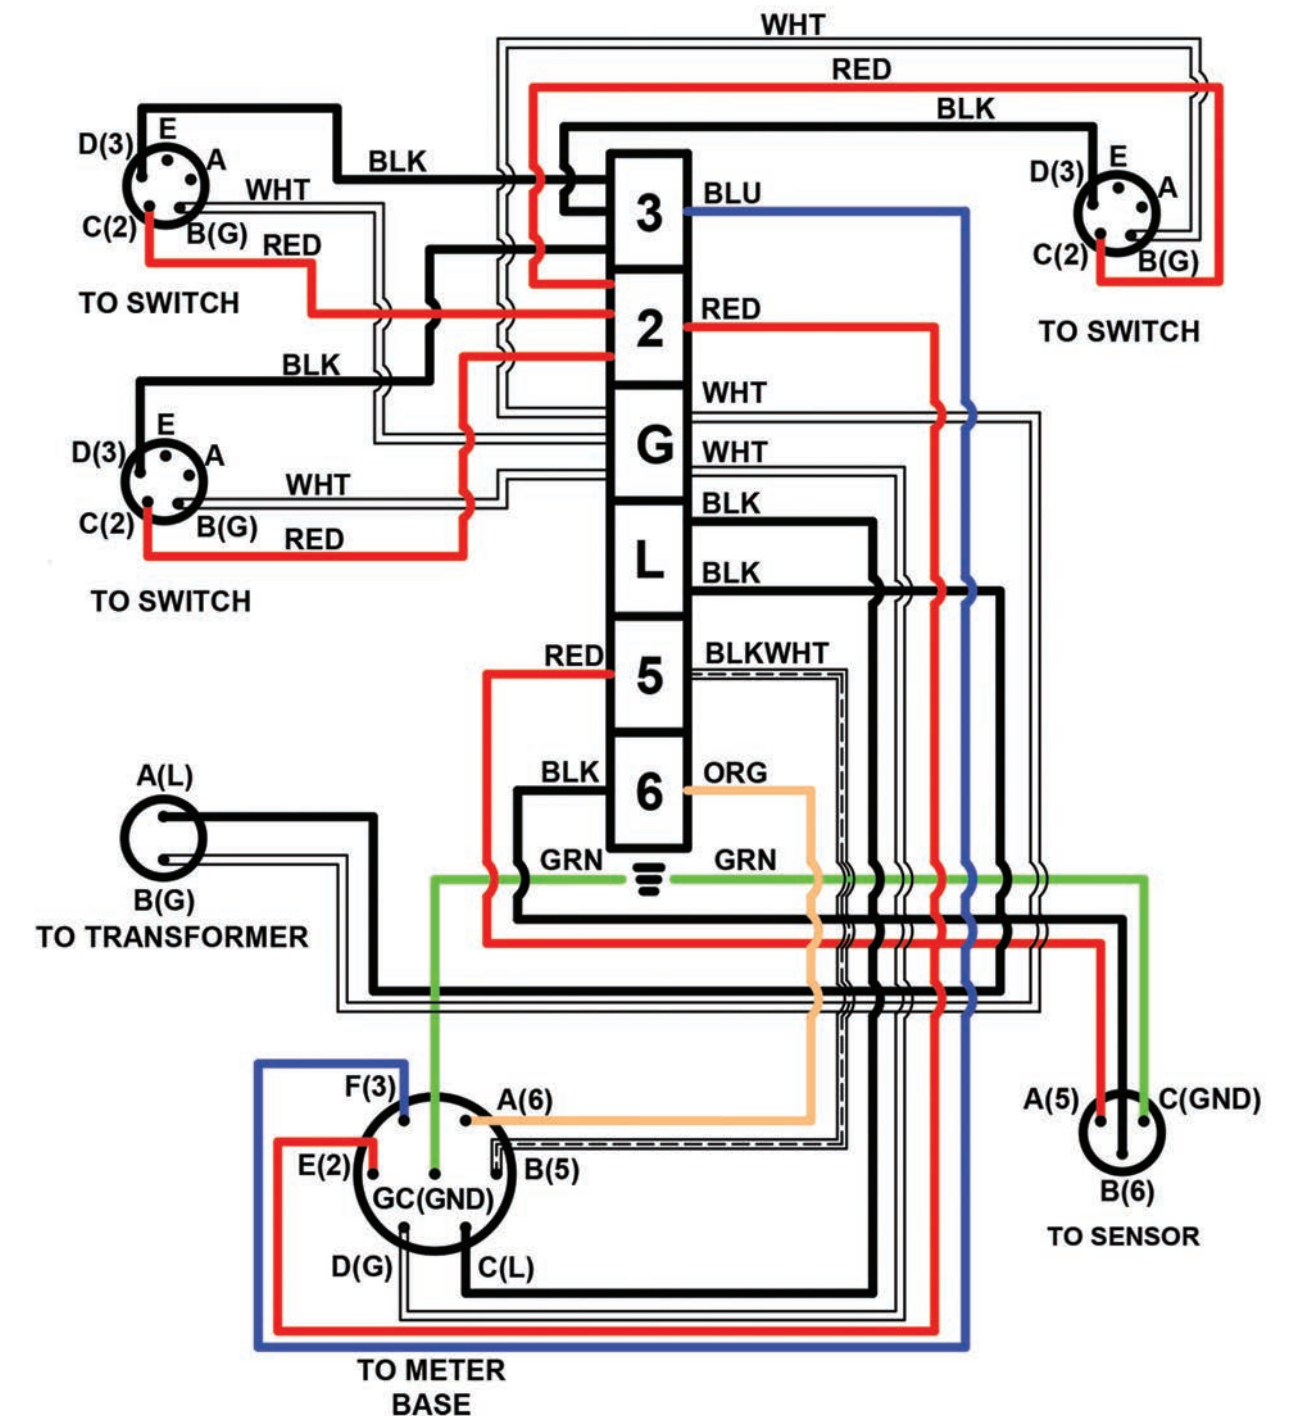 WHT
RED
BLK
D(3) E A
BLK
WHT
C(2) B(G)
RED
TO SWITCH
3
BLU
D(3) E A
C(2) B(G)
TO SWITCH
2
RED
BLK
D(3) E A
WHT
C(2) B(G)
RED
TO SWITCH
WHT
G
WHT
BLK
L
BLK
RED
5
BLKWHT
BLK
6
ORG
GRN
GRN
A(L)
B(G)
TO TRANSFORMER
F(3)
A(6)
E(2)
B(5)
GC(GND)
D(G)
C(L)
TO METER
BASE
A(5)
C(GND)
B(6)
TO SENSOR